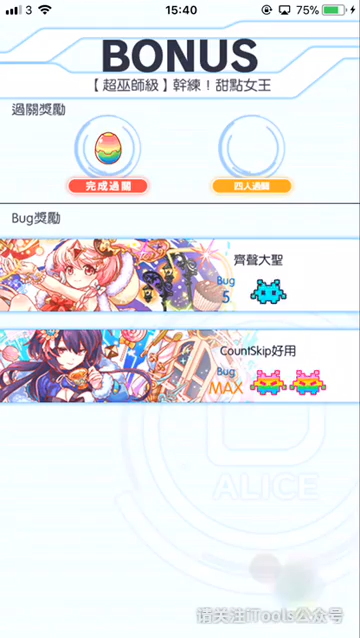 3 15:40 75%
BONUS
【超巫師級】幹練！甜點女王
過關獎勵
完成過關 四人過關
Bug獎勵
齊聲大聖
Bug
5
CountSkip好用
Bug
MAX
ALICE
请关注iTools公众号